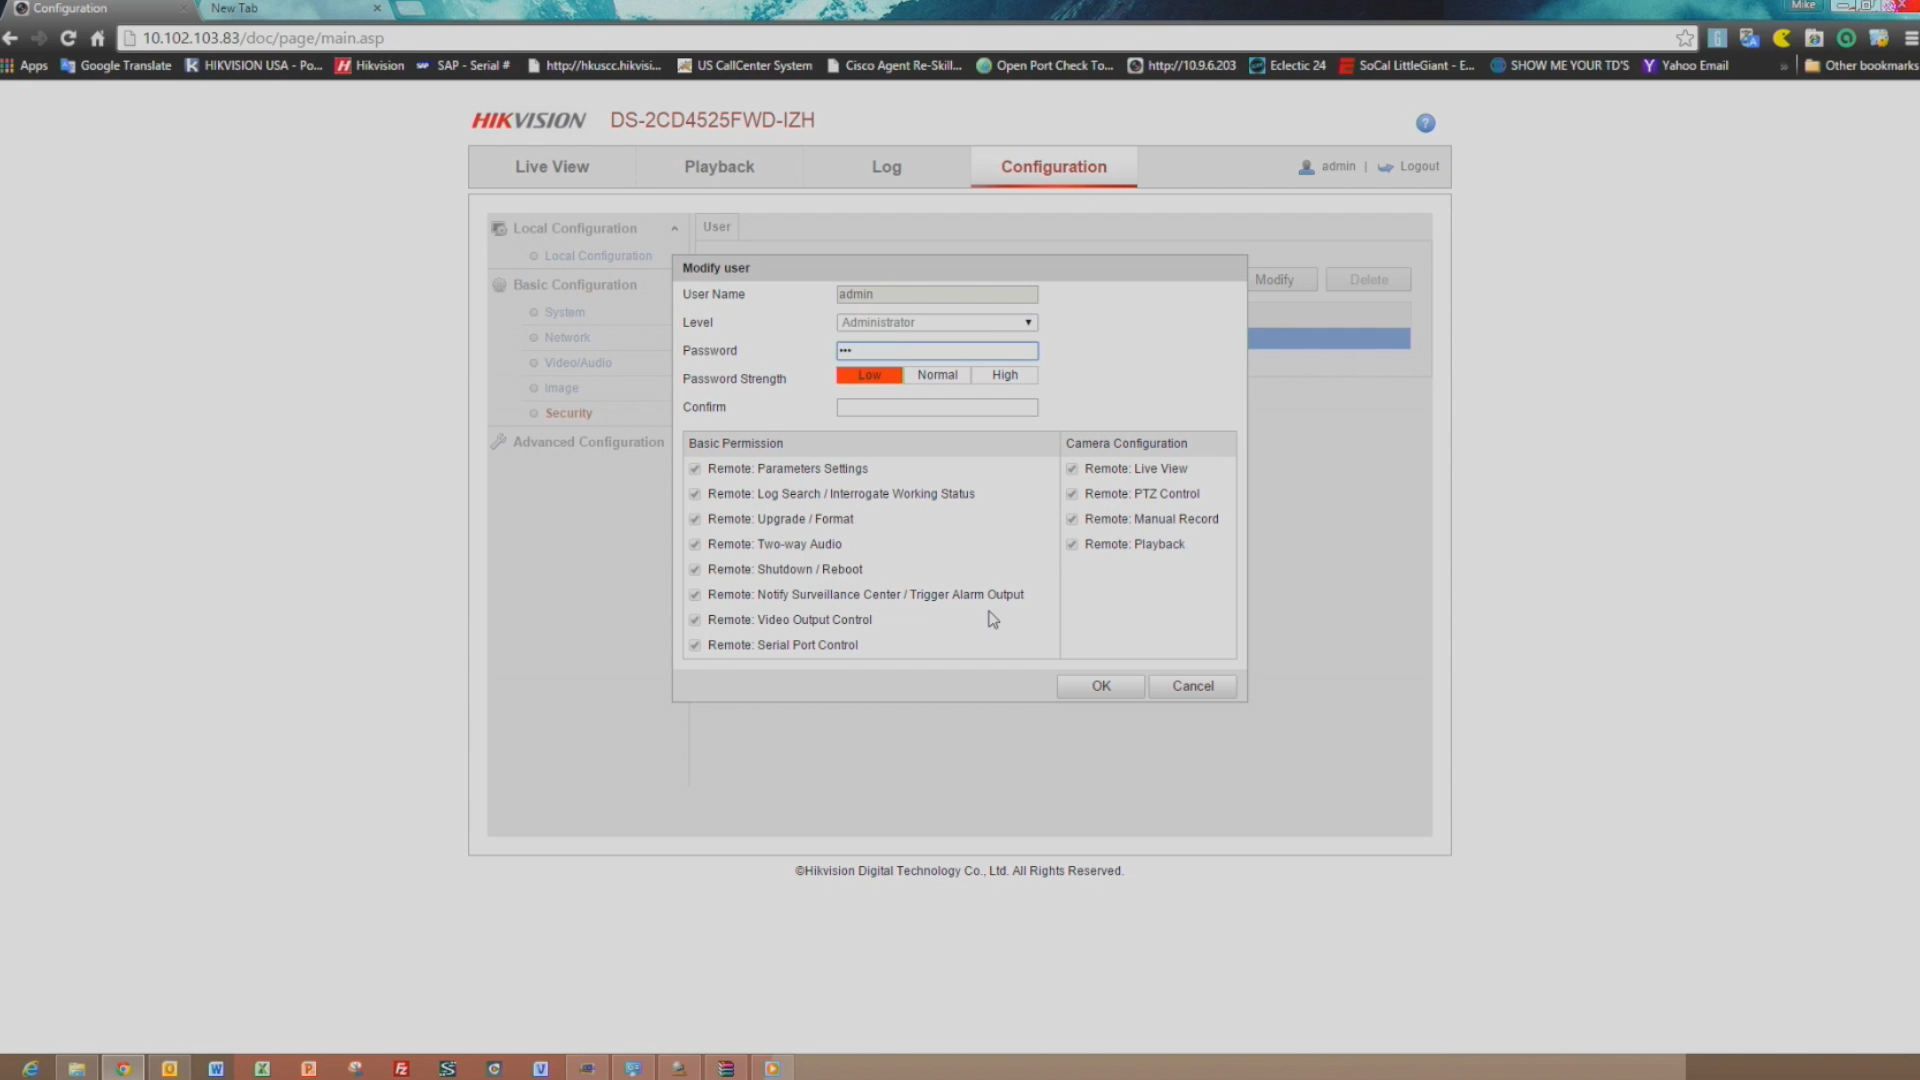 Configuration
New Tab
Mike
10.102.103.83/doc/page/main.asp
Apps
Google Translate
HIKVISION USA - Po...
Hikvision
SAP - Serial #
http://hkuscc.hikvisi...
US CallCenter System
Cisco Agent Re-Skill...
Open Port Check To...
http://10.9.6.203
Eclectic 24
SoCal LittleGiant - E...
SHOW ME YOUR TD'S
Yahoo Email
»
Other bookmarks
HIKVISION DS-2CD4525FWD-IZH
Live View
Playback
Log
Configuration
admin | Logout
Local Configuration
Local Configuration
Basic Configuration
System
Network
Video/Audio
Image
Security
Advanced Configuration
User
Modify
Delete
Modify user
User Name admin
Level Administrator
Password •••
Password Strength Low Normal High
Confirm
Basic Permission
Remote: Parameters Settings
Remote: Log Search / Interrogate Working Status
Remote: Upgrade / Format
Remote: Two-way Audio
Remote: Shutdown / Reboot
Remote: Notify Surveillance Center / Trigger Alarm Output
Remote: Video Output Control
Remote: Serial Port Control
Camera Configuration
Remote: Live View
Remote: PTZ Control
Remote: Manual Record
Remote: Playback
OK
Cancel
©Hikvision Digital Technology Co., Ltd. All Rights Reserved.